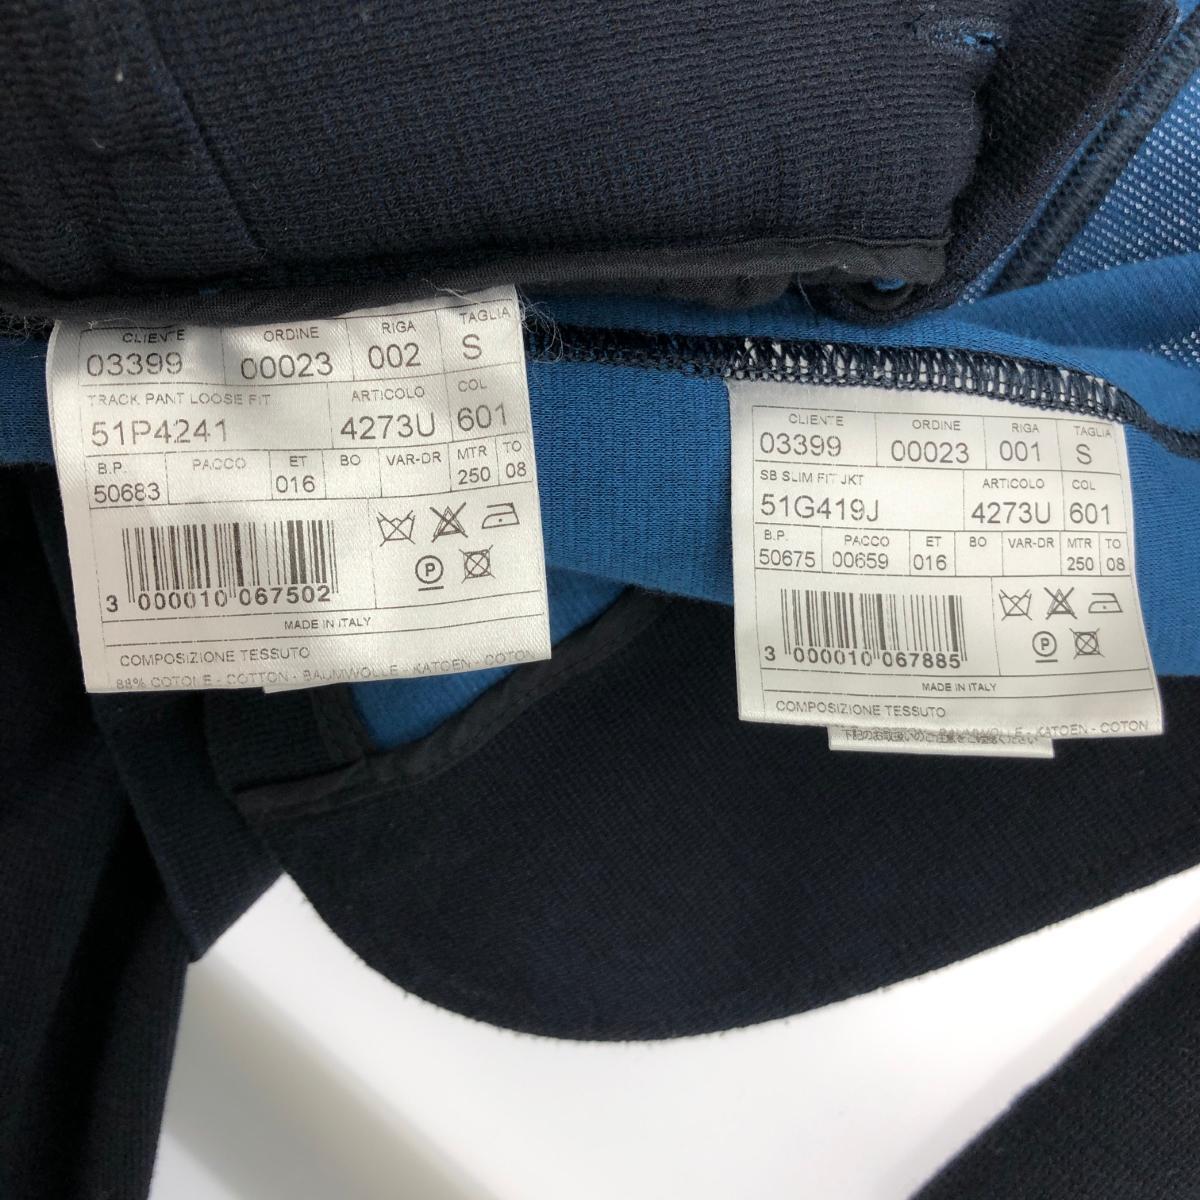 CLIENTE ORDINE RIGA TAGLIA
03399 00023 002 S
TRACK PANT LOOSE FIT ARTICOLO COL
51P4241 4273U 601
B.P. PACCO ET BO VAR-DR MTR TO
50683 016 250 08
P
3 000010 067502
MADE IN ITALY
COMPOSIZIONE TESSUTO
88% COTONE - COTTON - BAUMWOLLE - KATOEN - COTON
CLIENTE ORDINE RIGA TAGLIA
03399 00023 001 S
SB SLIM FIT JKT ARTICOLO COL
51G419J 4273U 601
B.P. PACCO ET BO VAR-DR MTR TO
50675 00659 016 250 08
P
3 000010 067885
MADE IN ITALY
COMPOSIZIONE TESSUTO
BAUMWOLLE - KATOEN - COTON